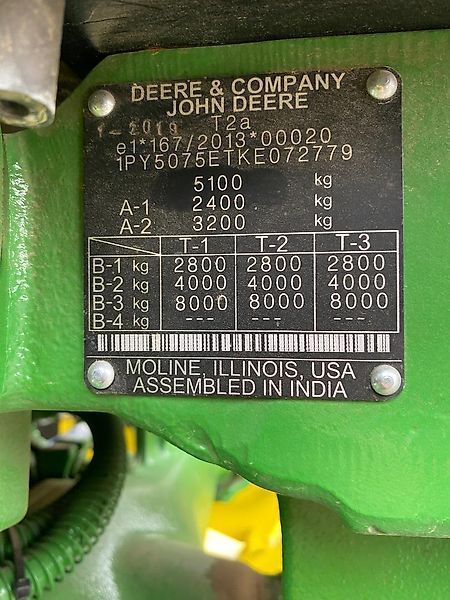 DEERE & COMPANY
JOHN DEERE
1-2019 T2a
e1*167/2013*00020
1PY5075ETKE072779
5100 kg
A-1 2400 kg
A-2 3200 kg
T-1 T-2 T-3
B-1 kg 2800 2800 2800
B-2 kg 4000 4000 4000
B-3 kg 8000 8000 8000
B-4 kg --- --- ---
MOLINE, ILLINOIS, USA
ASSEMBLED IN INDIA